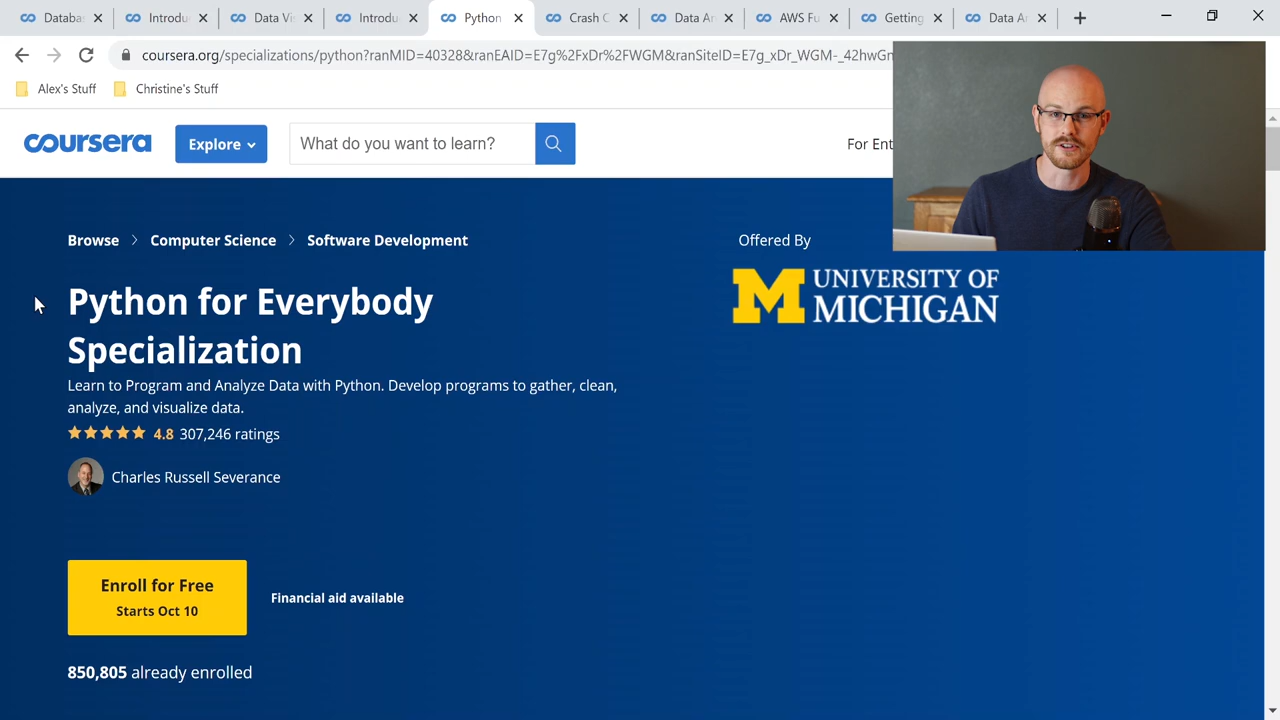 Databa
Introdu
Data Vi
Introdu
Python
Crash C
Data An
AWS Fu
Getting
Data An
coursera.org/specializations/python?ranMID=40328&ranEAID=E7g%2FxDr%2FWGM&ranSiteID=E7g_xDr_WGM-_42hwGm
Alex's Stuff
Christine's Stuff
coursera
Explore
What do you want to learn?
For Ent
Browse > Computer Science > Software Development
Offered By
M UNIVERSITY OF
MICHIGAN
Python for Everybody
Specialization
Learn to Program and Analyze Data with Python. Develop programs to gather, clean,
analyze, and visualize data.
4.8 307,246 ratings
Charles Russell Severance
Enroll for Free
Starts Oct 10
Financial aid available
850,805 already enrolled